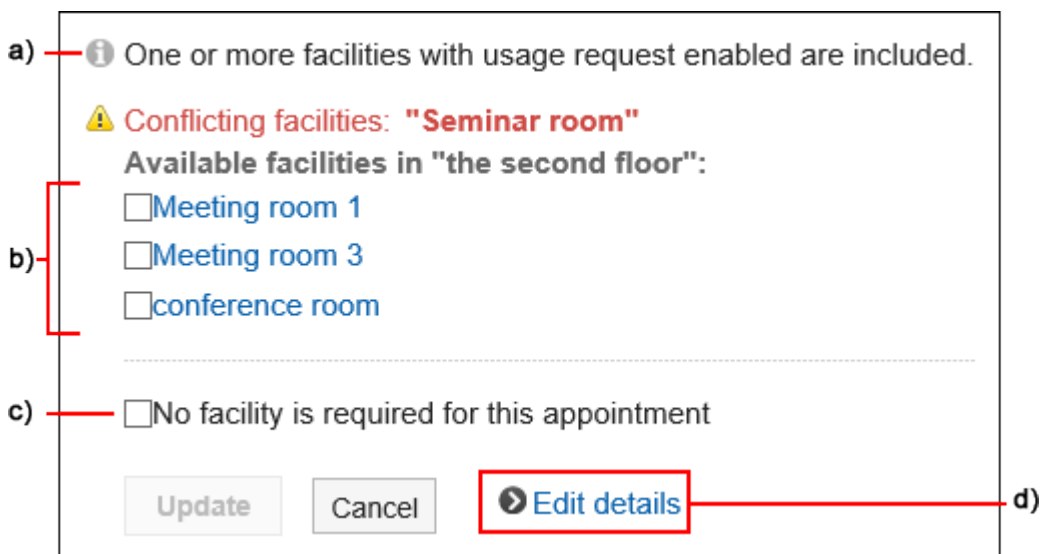 a) One or more facilities with usage request enabled are included.
Conflicting facilities: "Seminar room"
Available facilities in "the second floor":
Meeting room 1
b) Meeting room 3
conference room
c) No facility is required for this appointment
Update Cancel Edit details d)